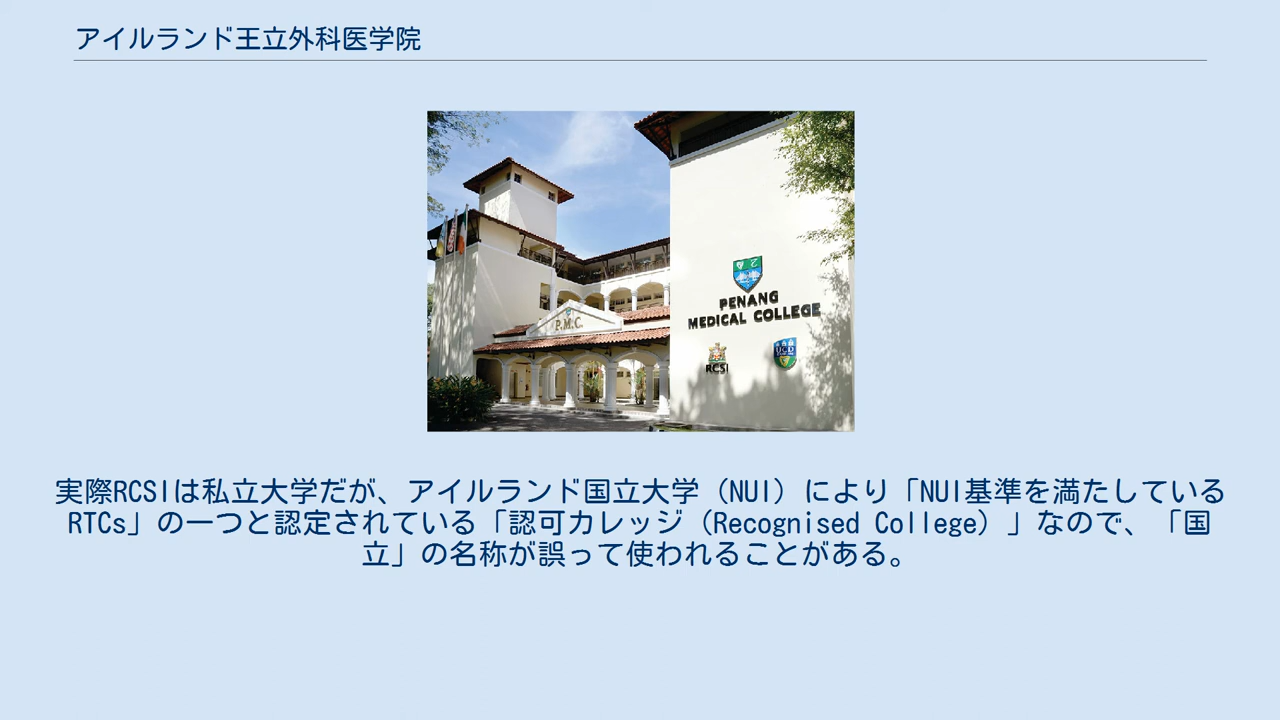 アイルランド王立外科医学院
P.M.C.
PENANG
MEDICAL COLLEGE
RCSI
UCD
実際RCSIは私立大学だが、アイルランド国立大学（NUI）により「NUI基準を満たしている
RTCs」の一つと認定されている「認可カレッジ（Recognised College）」なので、「国
立」の名称が誤って使われることがある。